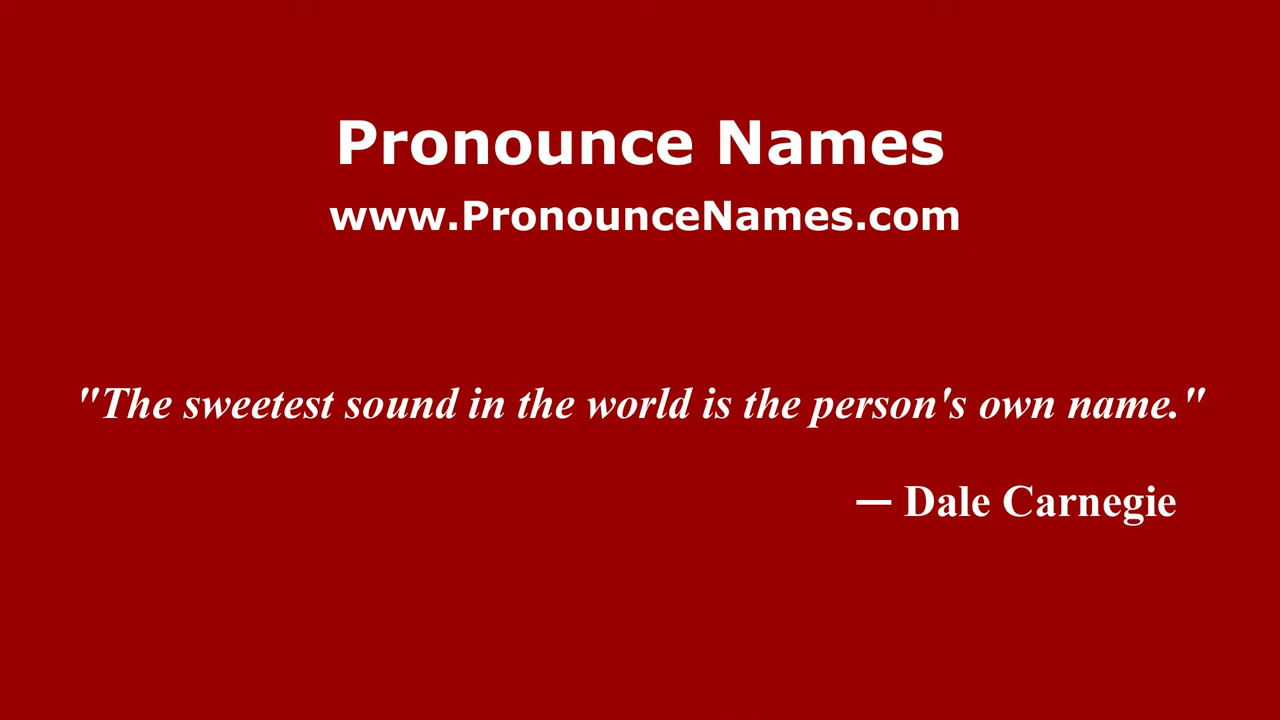 Pronounce Names
www.PronounceNames.com
"The sweetest sound in the world is the person's own name."
— Dale Carnegie